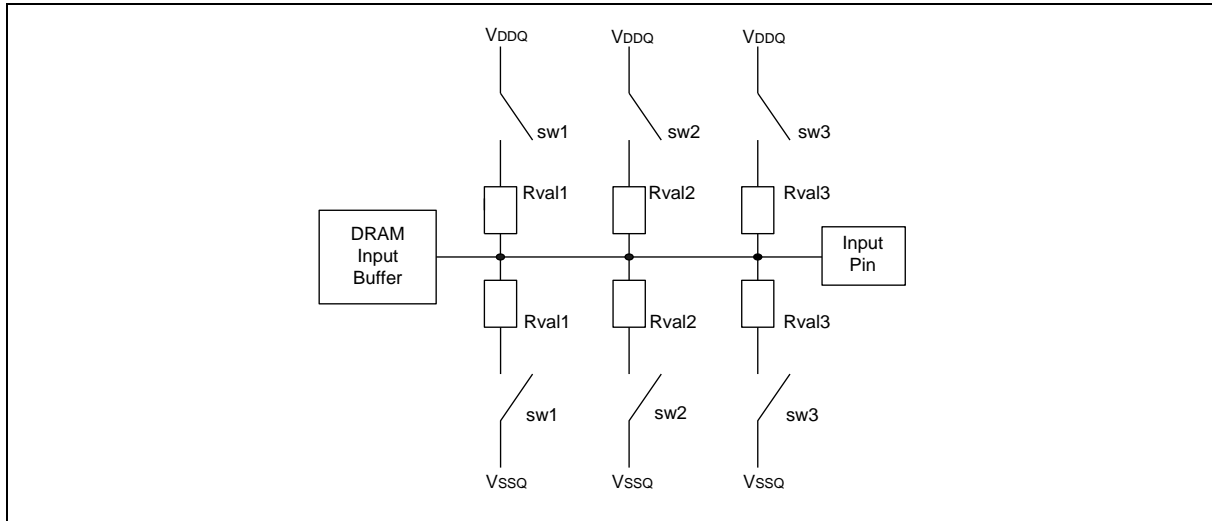 VDDQ VDDQ VDDQ
sw1 sw2 sw3
Rval1 Rval2 Rval3
DRAM
Input
Buffer
Input
Pin
Rval1 Rval2 Rval3
sw1 sw2 sw3
VSSQ VSSQ VSSQ